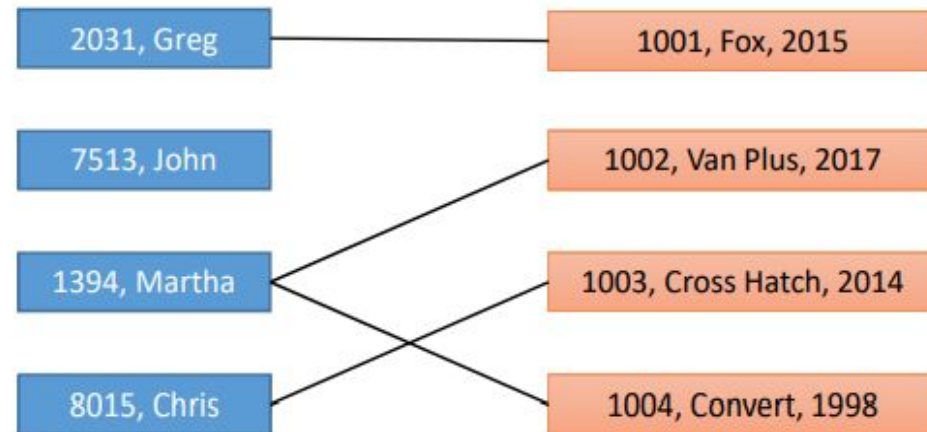 2031, Greg
1001, Fox, 2015
7513, John
1002, Van Plus, 2017
1394, Martha
1003, Cross Hatch, 2014
8015, Chris
1004, Convert, 1998